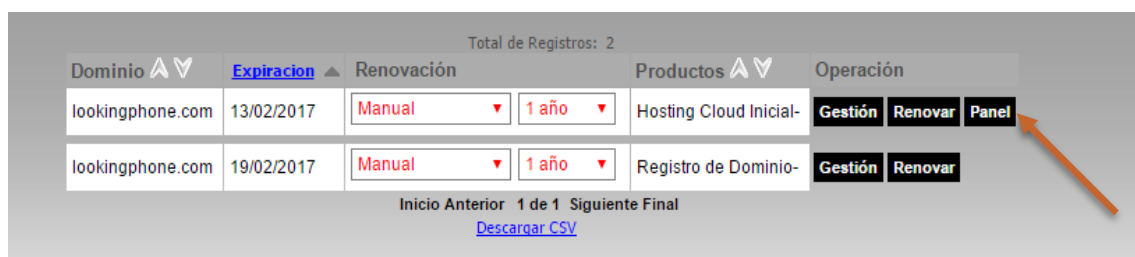 Total de Registros: 2
Dominio Expiracion Renovación Productos Operación
lookingphone.com 13/02/2017 Manual 1 año Hosting Cloud Inicial- Gestión Renovar Panel
lookingphone.com 19/02/2017 Manual 1 año Registro de Dominio- Gestión Renovar
Inicio Anterior 1 de 1 Siguiente Final
Descargar CSV